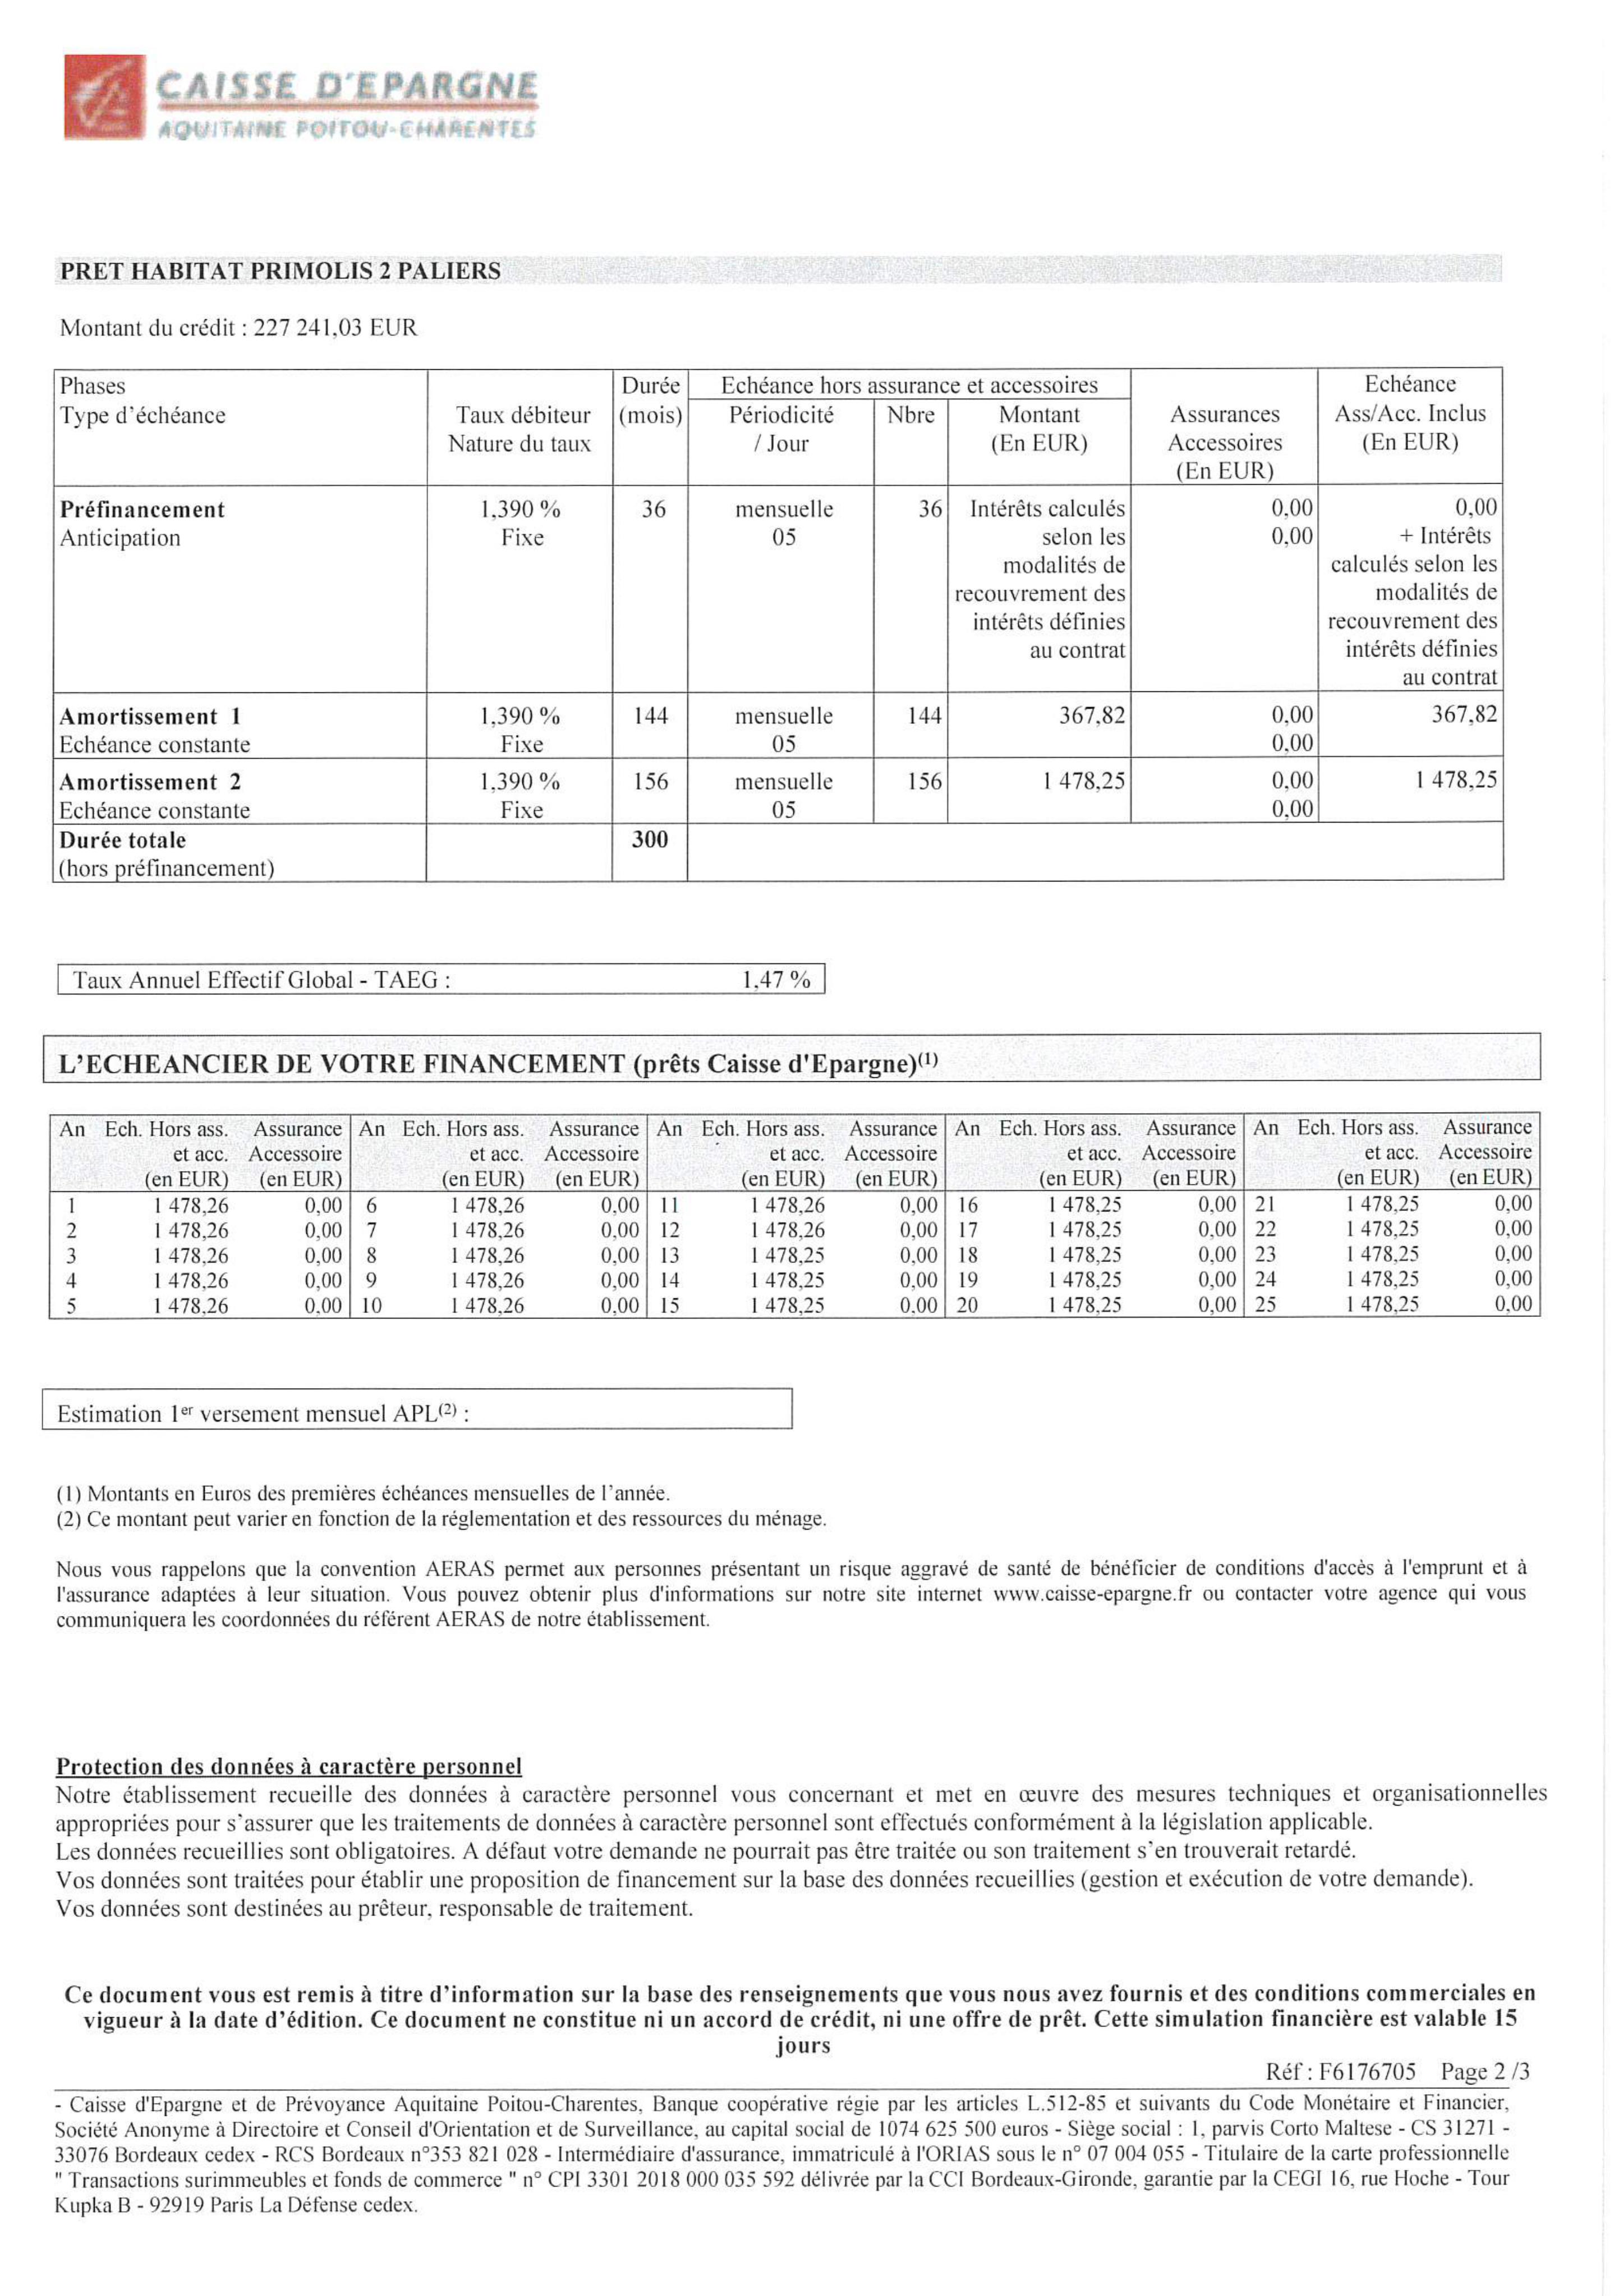 CAISSE D'EPARGNE
AQUITAINE POITOU-CHARENTES
PRET HABITAT PRIMOLIS 2 PALIERS
Montant du crédit : 227 241,03 EUR
Phases Durée Echéance hors assurance et accessoires Echéance
Type d'échéance Taux débiteur (mois) Périodicité Nbre Montant Assurances Ass/Acc. Inclus
Nature du taux / Jour (En EUR) Accessoires (En EUR)
(En EUR)
Préfinancement 1,390 % 36 mensuelle 36 Intérêts calculés 0,00 0,00
Anticipation Fixe 05 selon les 0,00 + Intérêts
modalités de calculés selon les
recouvrement des modalités de
intérêts définies recouvrement des
au contrat intérêts définies
au contrat
Amortissement 1 1,390 % 144 mensuelle 144 367,82 0,00 367,82
Echéance constante Fixe 05 0,00
Amortissement 2 1,390 % 156 mensuelle 156 1 478,25 0,00 1 478,25
Echéance constante Fixe 05 0,00
Durée totale 300
(hors préfinancement)
Taux Annuel Effectif Global - TAEG : 1,47 %
L'ECHEANCIER DE VOTRE FINANCEMENT (prêts Caisse d'Epargne)(1)
An Ech. Hors ass. Assurance An Ech. Hors ass. Assurance An Ech. Hors ass. Assurance An Ech. Hors ass. Assurance An Ech. Hors ass. Assurance
et acc. Accessoire et acc. Accessoire et acc. Accessoire et acc. Accessoire et acc. Accessoire
(en EUR) (en EUR) (en EUR) (en EUR) (en EUR) (en EUR) (en EUR) (en EUR) (en EUR) (en EUR)
1 1 478,26 0,00 6 1 478,26 0,00 11 1 478,26 0,00 16 1 478,25 0,00 21 1 478,25 0,00
2 1 478,26 0,00 7 1 478,26 0,00 12 1 478,26 0,00 17 1 478,25 0,00 22 1 478,25 0,00
3 1 478,26 0,00 8 1 478,26 0,00 13 1 478,25 0,00 18 1 478,25 0,00 23 1 478,25 0,00
4 1 478,26 0,00 9 1 478,26 0,00 14 1 478,25 0,00 19 1 478,25 0,00 24 1 478,25 0,00
5 1 478,26 0,00 10 1 478,26 0,00 15 1 478,25 0,00 20 1 478,25 0,00 25 1 478,25 0,00
Estimation 1er versement mensuel APL(2) :
(1) Montants en Euros des premières échéances mensuelles de l'année.
(2) Ce montant peut varier en fonction de la réglementation et des ressources du ménage.
Nous vous rappelons que la convention AERAS permet aux personnes présentant un risque aggravé de santé de bénéficier de conditions d'accès à l'emprunt et à
l'assurance adaptées à leur situation. Vous pouvez obtenir plus d'informations sur notre site internet www.caisse-epargne.fr ou contacter votre agence qui vous
communiquera les coordonnées du référent AERAS de notre établissement.
Protection des données à caractère personnel
Notre établissement recueille des données à caractère personnel vous concernant et met en œuvre des mesures techniques et organisationnelles
appropriées pour s'assurer que les traitements de données à caractère personnel sont effectués conformément à la législation applicable.
Les données recueillies sont obligatoires. A défaut votre demande ne pourrait pas être traitée ou son traitement s'en trouverait retardé.
Vos données sont traitées pour établir une proposition de financement sur la base des données recueillies (gestion et exécution de votre demande).
Vos données sont destinées au prêteur, responsable de traitement.
Ce document vous est remis à titre d'information sur la base des renseignements que vous nous avez fournis et des conditions commerciales en
vigueur à la date d'édition. Ce document ne constitue ni un accord de crédit, ni une offre de prêt. Cette simulation financière est valable 15
jours
Réf : F6176705 Page 2 /3
- Caisse d'Epargne et de Prévoyance Aquitaine Poitou-Charentes, Banque coopérative régie par les articles L.512-85 et suivants du Code Monétaire et Financier,
Société Anonyme à Directoire et Conseil d'Orientation et de Surveillance, au capital social de 1074 625 500 euros - Siège social : 1, parvis Corto Maltese - CS 31271 -
33076 Bordeaux cedex - RCS Bordeaux n°353 821 028 - Intermédiaire d'assurance, immatriculé à l'ORIAS sous le n° 07 004 055 - Titulaire de la carte professionnelle
" Transactions surimmeubles et fonds de commerce " n° CPI 3301 2018 000 035 592 délivrée par la CCI Bordeaux-Gironde, garantie par la CEGI 16, rue Hoche - Tour
Kupka B - 92919 Paris La Défense cedex.